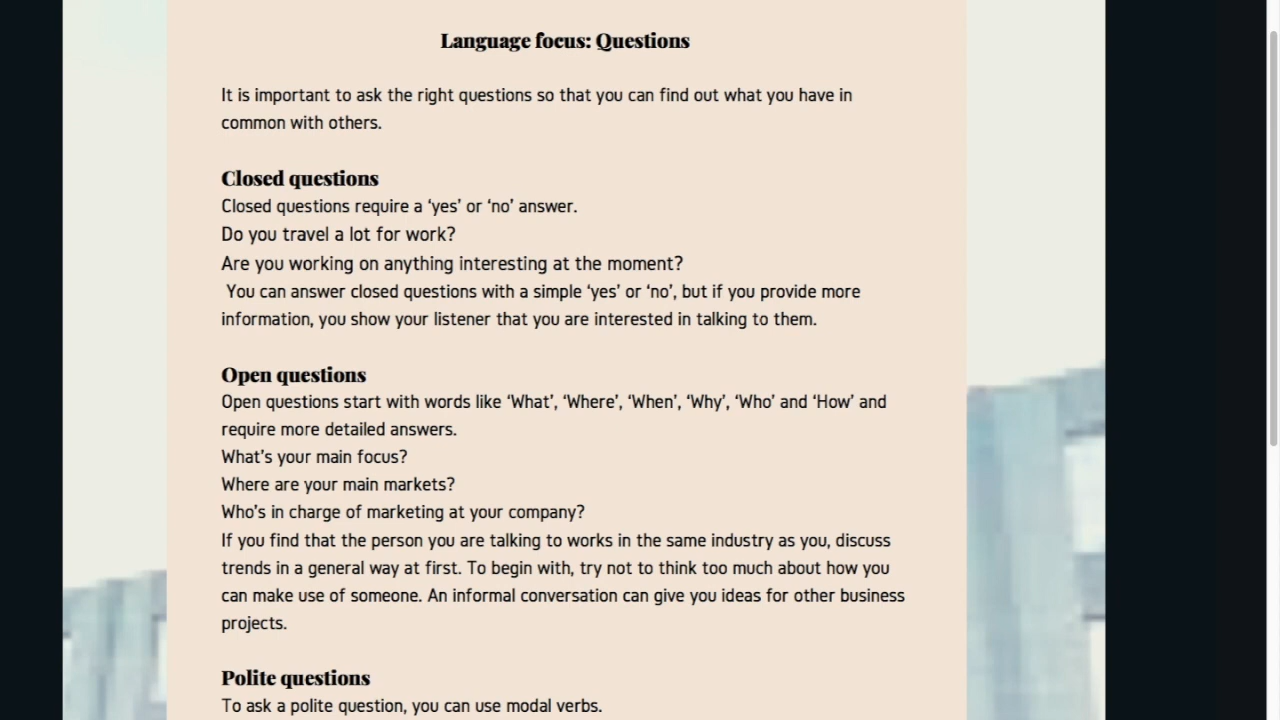 Language focus: Questions
It is important to ask the right questions so that you can find out what you have in
common with others.
Closed questions
Closed questions require a ‘yes’ or ‘no’ answer.
Do you travel a lot for work?
Are you working on anything interesting at the moment?
You can answer closed questions with a simple ‘yes’ or ‘no’, but if you provide more
information, you show your listener that you are interested in talking to them.
Open questions
Open questions start with words like ‘What’, ‘Where’, ‘When’, ‘Why’, ‘Who’ and ‘How’ and
require more detailed answers.
What’s your main focus?
Where are your main markets?
Who’s in charge of marketing at your company?
If you find that the person you are talking to works in the same industry as you, discuss
trends in a general way at first. To begin with, try not to think too much about how you
can make use of someone. An informal conversation can give you ideas for other business
projects.
Polite questions
To ask a polite question, you can use modal verbs.